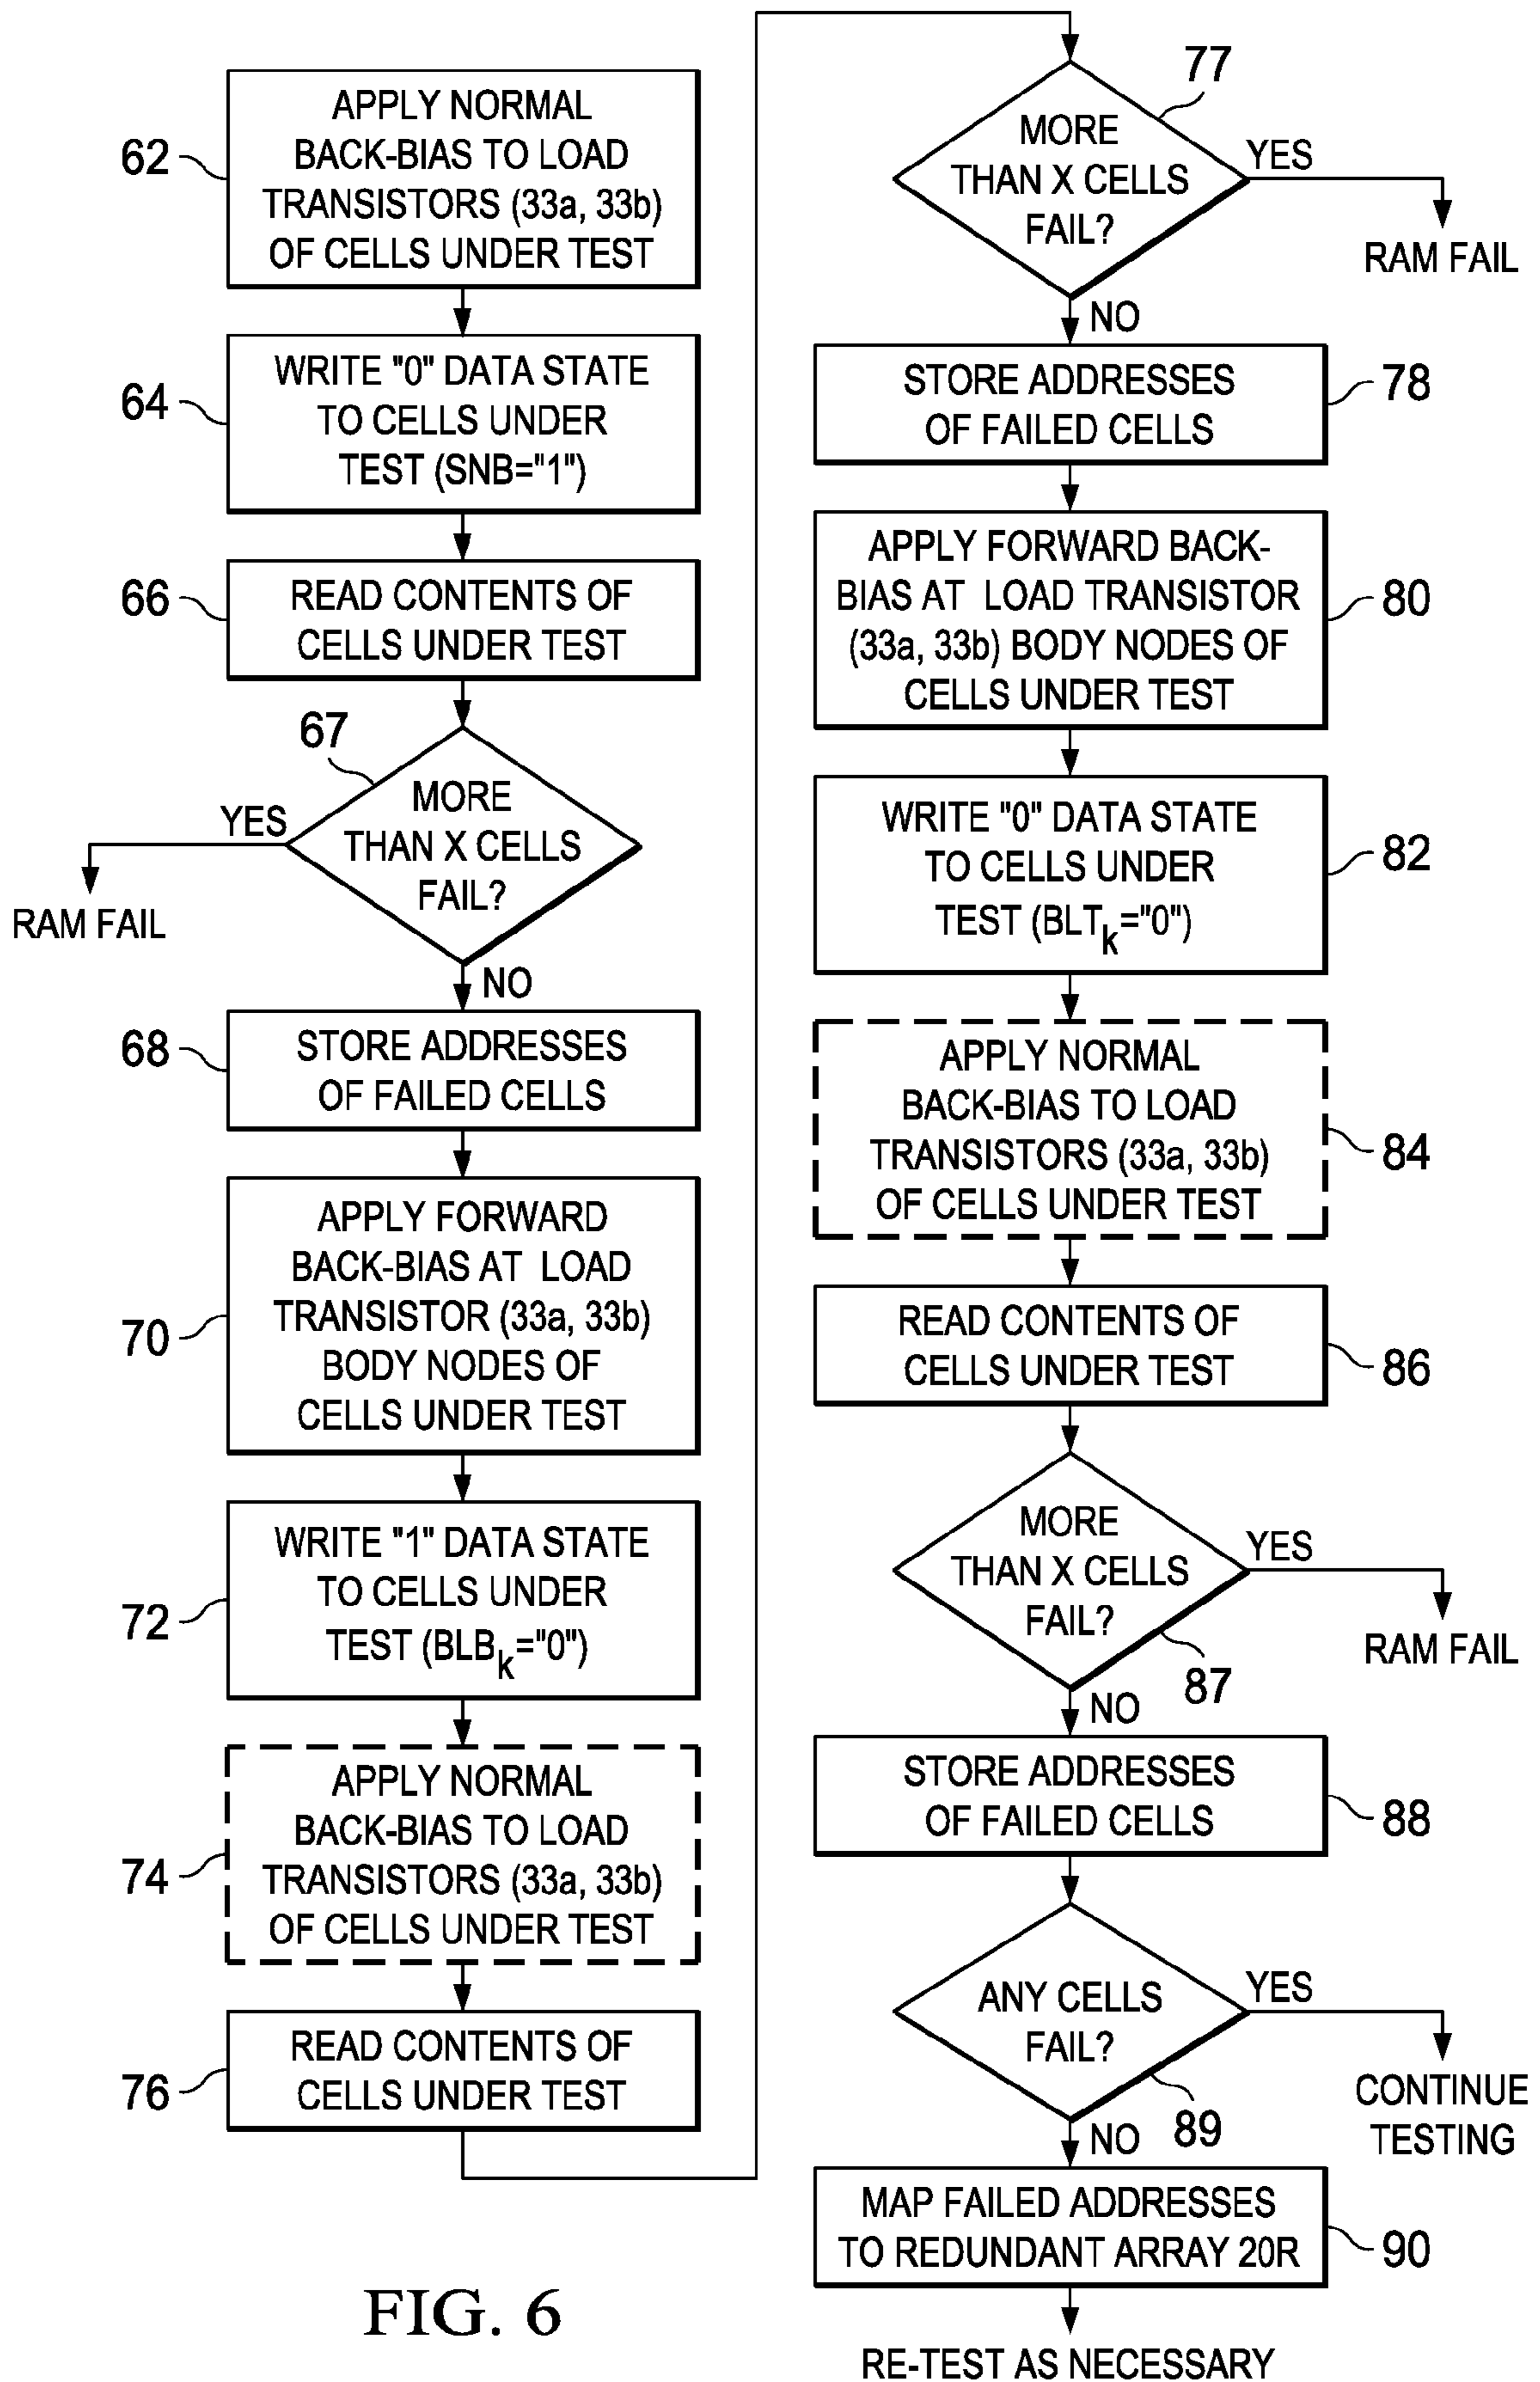 62
APPLY NORMAL
BACK-BIAS TO LOAD
TRANSISTORS (33a, 33b)
OF CELLS UNDER TEST
64
WRITE "0" DATA STATE
TO CELLS UNDER
TEST (SNB="1")
66
READ CONTENTS OF
CELLS UNDER TEST
67
MORE
THAN X CELLS
FAIL?
YES
RAM FAIL
NO
68
STORE ADDRESSES
OF FAILED CELLS
70
APPLY FORWARD
BACK-BIAS AT LOAD
TRANSISTOR (33a, 33b)
BODY NODES OF
CELLS UNDER TEST
72
WRITE "1" DATA STATE
TO CELLS UNDER
TEST (BLBk="0")
74
APPLY NORMAL
BACK-BIAS TO LOAD
TRANSISTORS (33a, 33b)
OF CELLS UNDER TEST
76
READ CONTENTS OF
CELLS UNDER TEST
77
MORE
THAN X CELLS
FAIL?
YES
RAM FAIL
NO
STORE ADDRESSES
OF FAILED CELLS
78
APPLY FORWARD BACK-
BIAS AT LOAD TRANSISTOR
(33a, 33b) BODY NODES OF
CELLS UNDER TEST
80
WRITE "0" DATA STATE
TO CELLS UNDER
TEST (BLTk="0")
82
APPLY NORMAL
BACK-BIAS TO LOAD
TRANSISTORS (33a, 33b)
OF CELLS UNDER TEST
84
READ CONTENTS OF
CELLS UNDER TEST
86
MORE
THAN X CELLS
FAIL?
YES
RAM FAIL
87
NO
STORE ADDRESSES
OF FAILED CELLS
88
ANY CELLS
FAIL?
YES
CONTINUE
TESTING
89
NO
MAP FAILED ADDRESSES
TO REDUNDANT ARRAY 20R
90
RE-TEST AS NECESSARY
FIG. 6